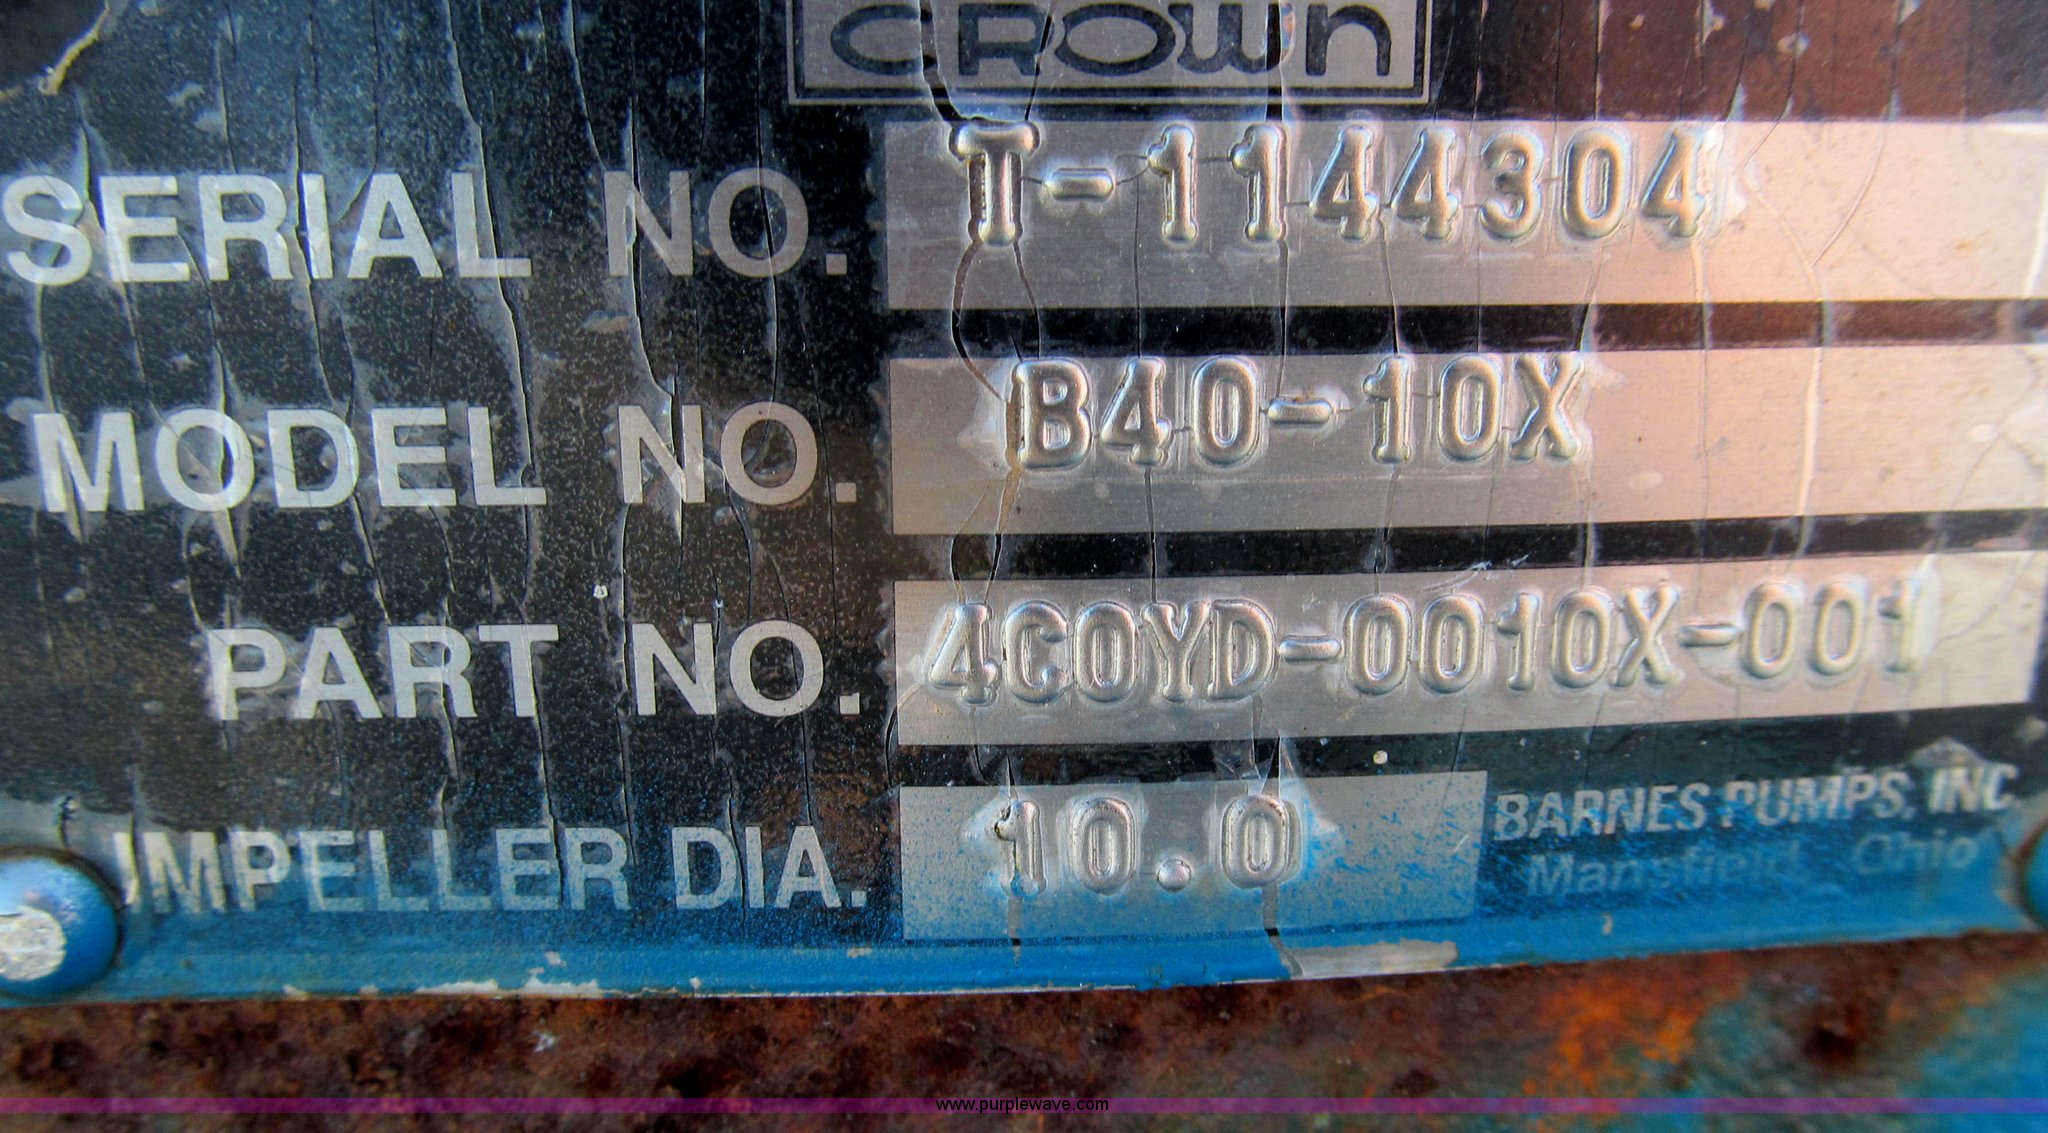 CROWN
SERIAL NO. T-1144304
MODEL NO. B40-10X
PART NO. 4C0YD-0010X-001
IMPELLER DIA. 10.0
BARNES PUMPS, INC.
Mansfield, Ohio
www.purplewave.com